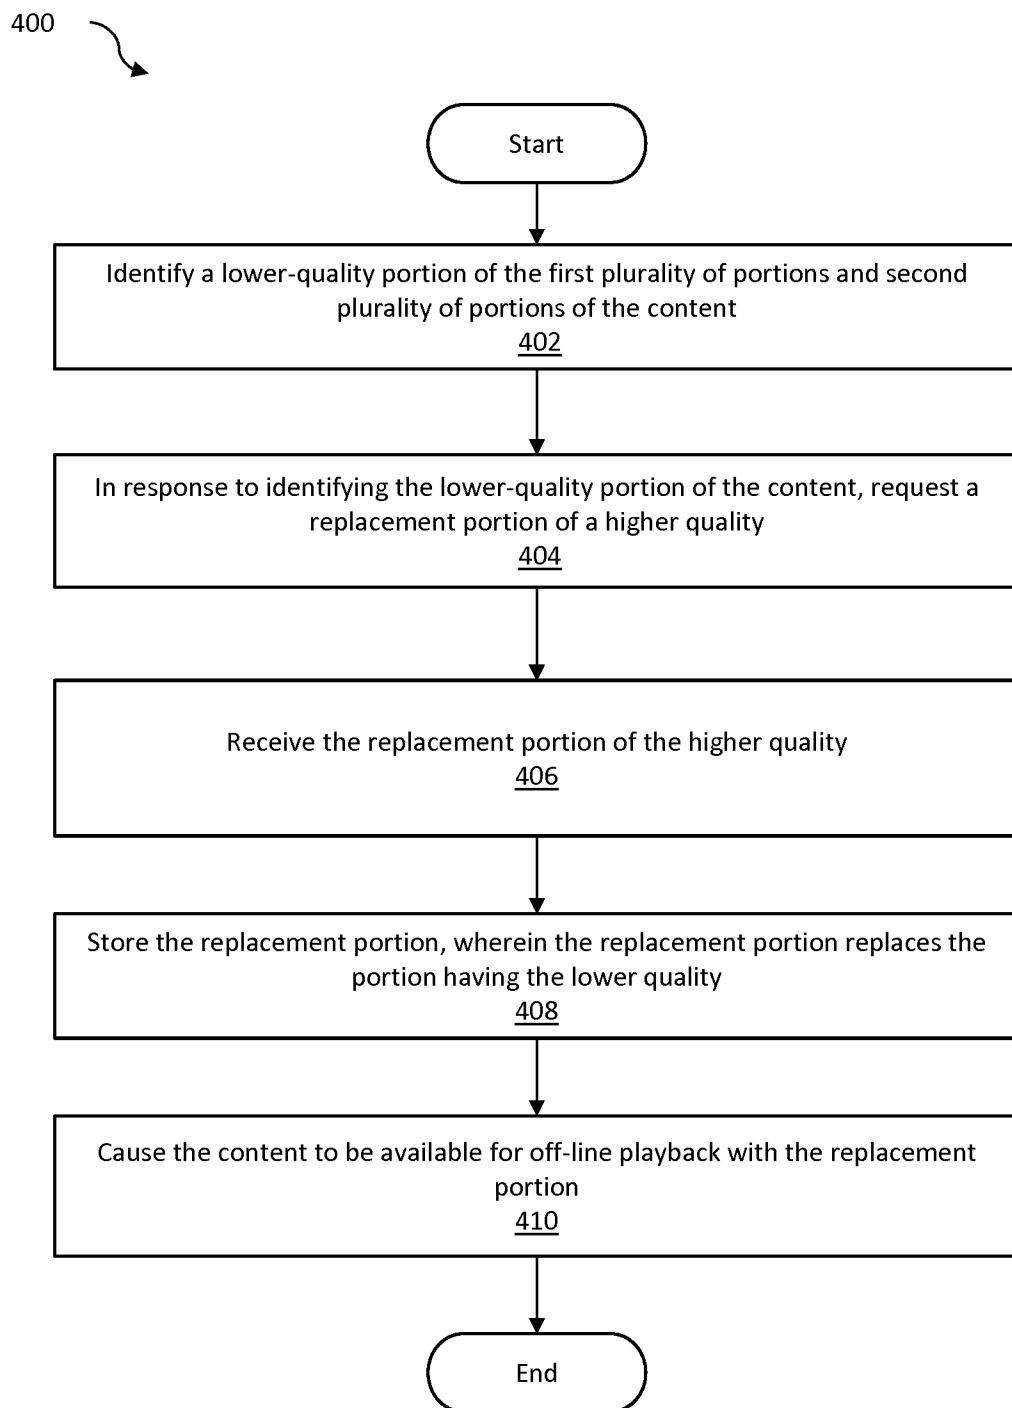 400
Start
Identify a lower-quality portion of the first plurality of portions and second
plurality of portions of the content
402
In response to identifying the lower-quality portion of the content, request a
replacement portion of a higher quality
404
Receive the replacement portion of the higher quality
406
Store the replacement portion, wherein the replacement portion replaces the
portion having the lower quality
408
Cause the content to be available for off-line playback with the replacement
portion
410
End